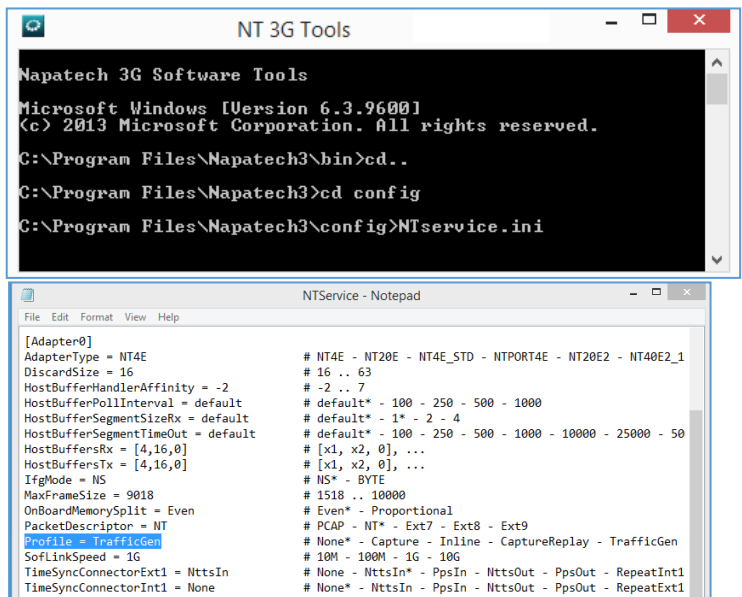 NT 3G Tools
Napatech 3G Software Tools
Microsoft Windows [Version 6.3.9600]
(c) 2013 Microsoft Corporation. All rights reserved.
C:\Program Files\Napatech3\bin>cd..
C:\Program Files\Napatech3>cd config
C:\Program Files\Napatech3\config>NTservice.ini
NTService - Notepad
File Edit Format View Help
[Adapter0]
AdapterType = NT4E # NT4E - NT20E - NT4E_STD - NTPORT4E - NT20E2 - NT40E2_1
DiscardSize = 16 # 16 .. 63
HostBufferHandlerAffinity = -2 # -2 .. 7
HostBufferPollInterval = default # default* - 100 - 250 - 500 - 1000
HostBufferSegmentSizeRx = default # default* - 1* - 2 - 4
HostBufferSegmentTimeOut = default # default* - 100 - 250 - 500 - 1000 - 10000 - 25000 - 50
HostBuffersRx = [4,16,0] # [x1, x2, 0], ...
HostBuffersTx = [4,16,0] # [x1, x2, 0], ...
IfgMode = NS # NS* - BYTE
MaxFrameSize = 9018 # 1518 .. 10000
OnBoardMemorySplit = Even # Even* - Proportional
PacketDescriptor = NT # PCAP - NT* - Ext7 - Ext8 - Ext9
Profile = TrafficGen # None* - Capture - Inline - CaptureReplay - TrafficGen
SofLinkSpeed = 1G # 10M - 100M - 1G - 10G
TimeSyncConnectorExt1 = NttsIn # None - NttsIn* - PpsIn - NttsOut - PpsOut - RepeatInt1
TimeSyncConnectorInt1 = None # None* - NttsIn - PpsIn - NttsOut - PpsOut - RepeatExt1